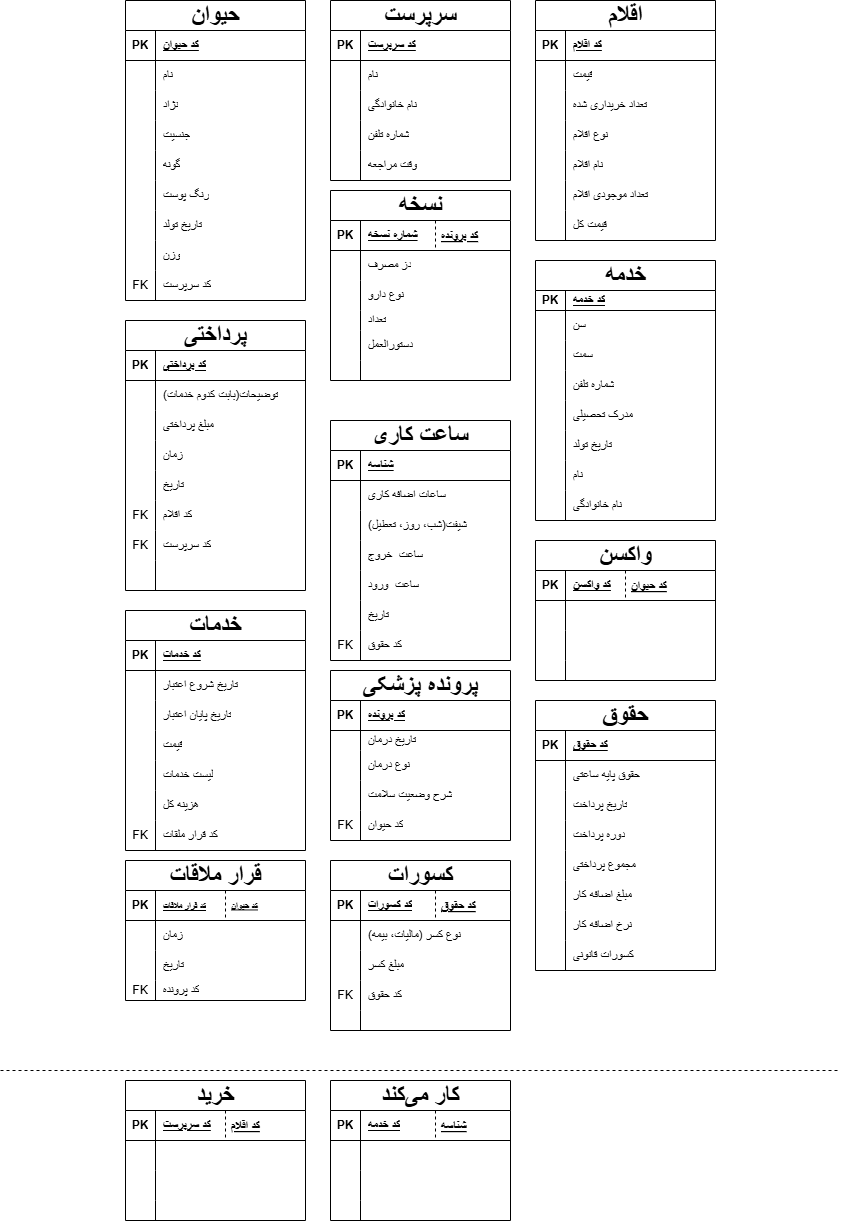 حیوان
PK کد حیوان
نام
نژاد
جنسیت
گونه
رنگ پوست
تاریخ تولد
وزن
FK کد سرپرست
پرداختی
PK کد پرداختی
توضیحات(بابت کدوم خدمات)
مبلغ پرداختی
زمان
تاریخ
FK کد اقلام
FK کد سرپرست
خدمات
PK کد خدمات
تاریخ شروع اعتبار
تاریخ پایان اعتبار
قیمت
لیست خدمات
هزینه کل
FK کد قرار ملقات
قرار ملاقات
PK کد قرار ملاقات کد حیوان
زمان
تاریخ
FK کد پرونده
سرپرست
PK کد سرپرست
نام
نام خانوادگی
شماره تلفن
وقت مراجعه
نسخه
PK شماره نسخه کد پرونده
دز مصرف
نوع دارو
تعداد
دستورالعمل
ساعت کاری
PK شناسه
ساعات اضافه کاری
شیفت(شب، روز، تعطیل)
ساعت خروج
ساعت ورود
تاریخ
FK کد حقوق
پرونده پزشکی
PK کد پرونده
تاریخ درمان
نوع درمان
شرح وضعیت سلامت
FK کد حیوان
کسورات
PK کد کسورات کد حقوق
نوع کسر (مالیات، بیمه)
مبلغ کسر
FK کد حقوق
اقلام
PK کد اقلام
قیمت
تعداد خریداری شده
نوع اقلام
نام اقلام
تعداد موجودی اقلام
قیمت کل
خدمه
PK کد خدمه
سن
سمت
شماره تلفن
مدرک تحصیلی
تاریخ تولد
نام
نام خانوادگی
واکسن
PK کد واکسن کد حیوان
حقوق
PK کد حقوق
حقوق پایه ساعتی
تاریخ پرداخت
دوره پرداخت
مجموع پرداختی
مبلغ اضافه کار
نرخ اضافه کار
کسورات قانونی
خرید
PK کد سرپرست کد اقلام
کار می‌کند
PK کد خدمه شناسه